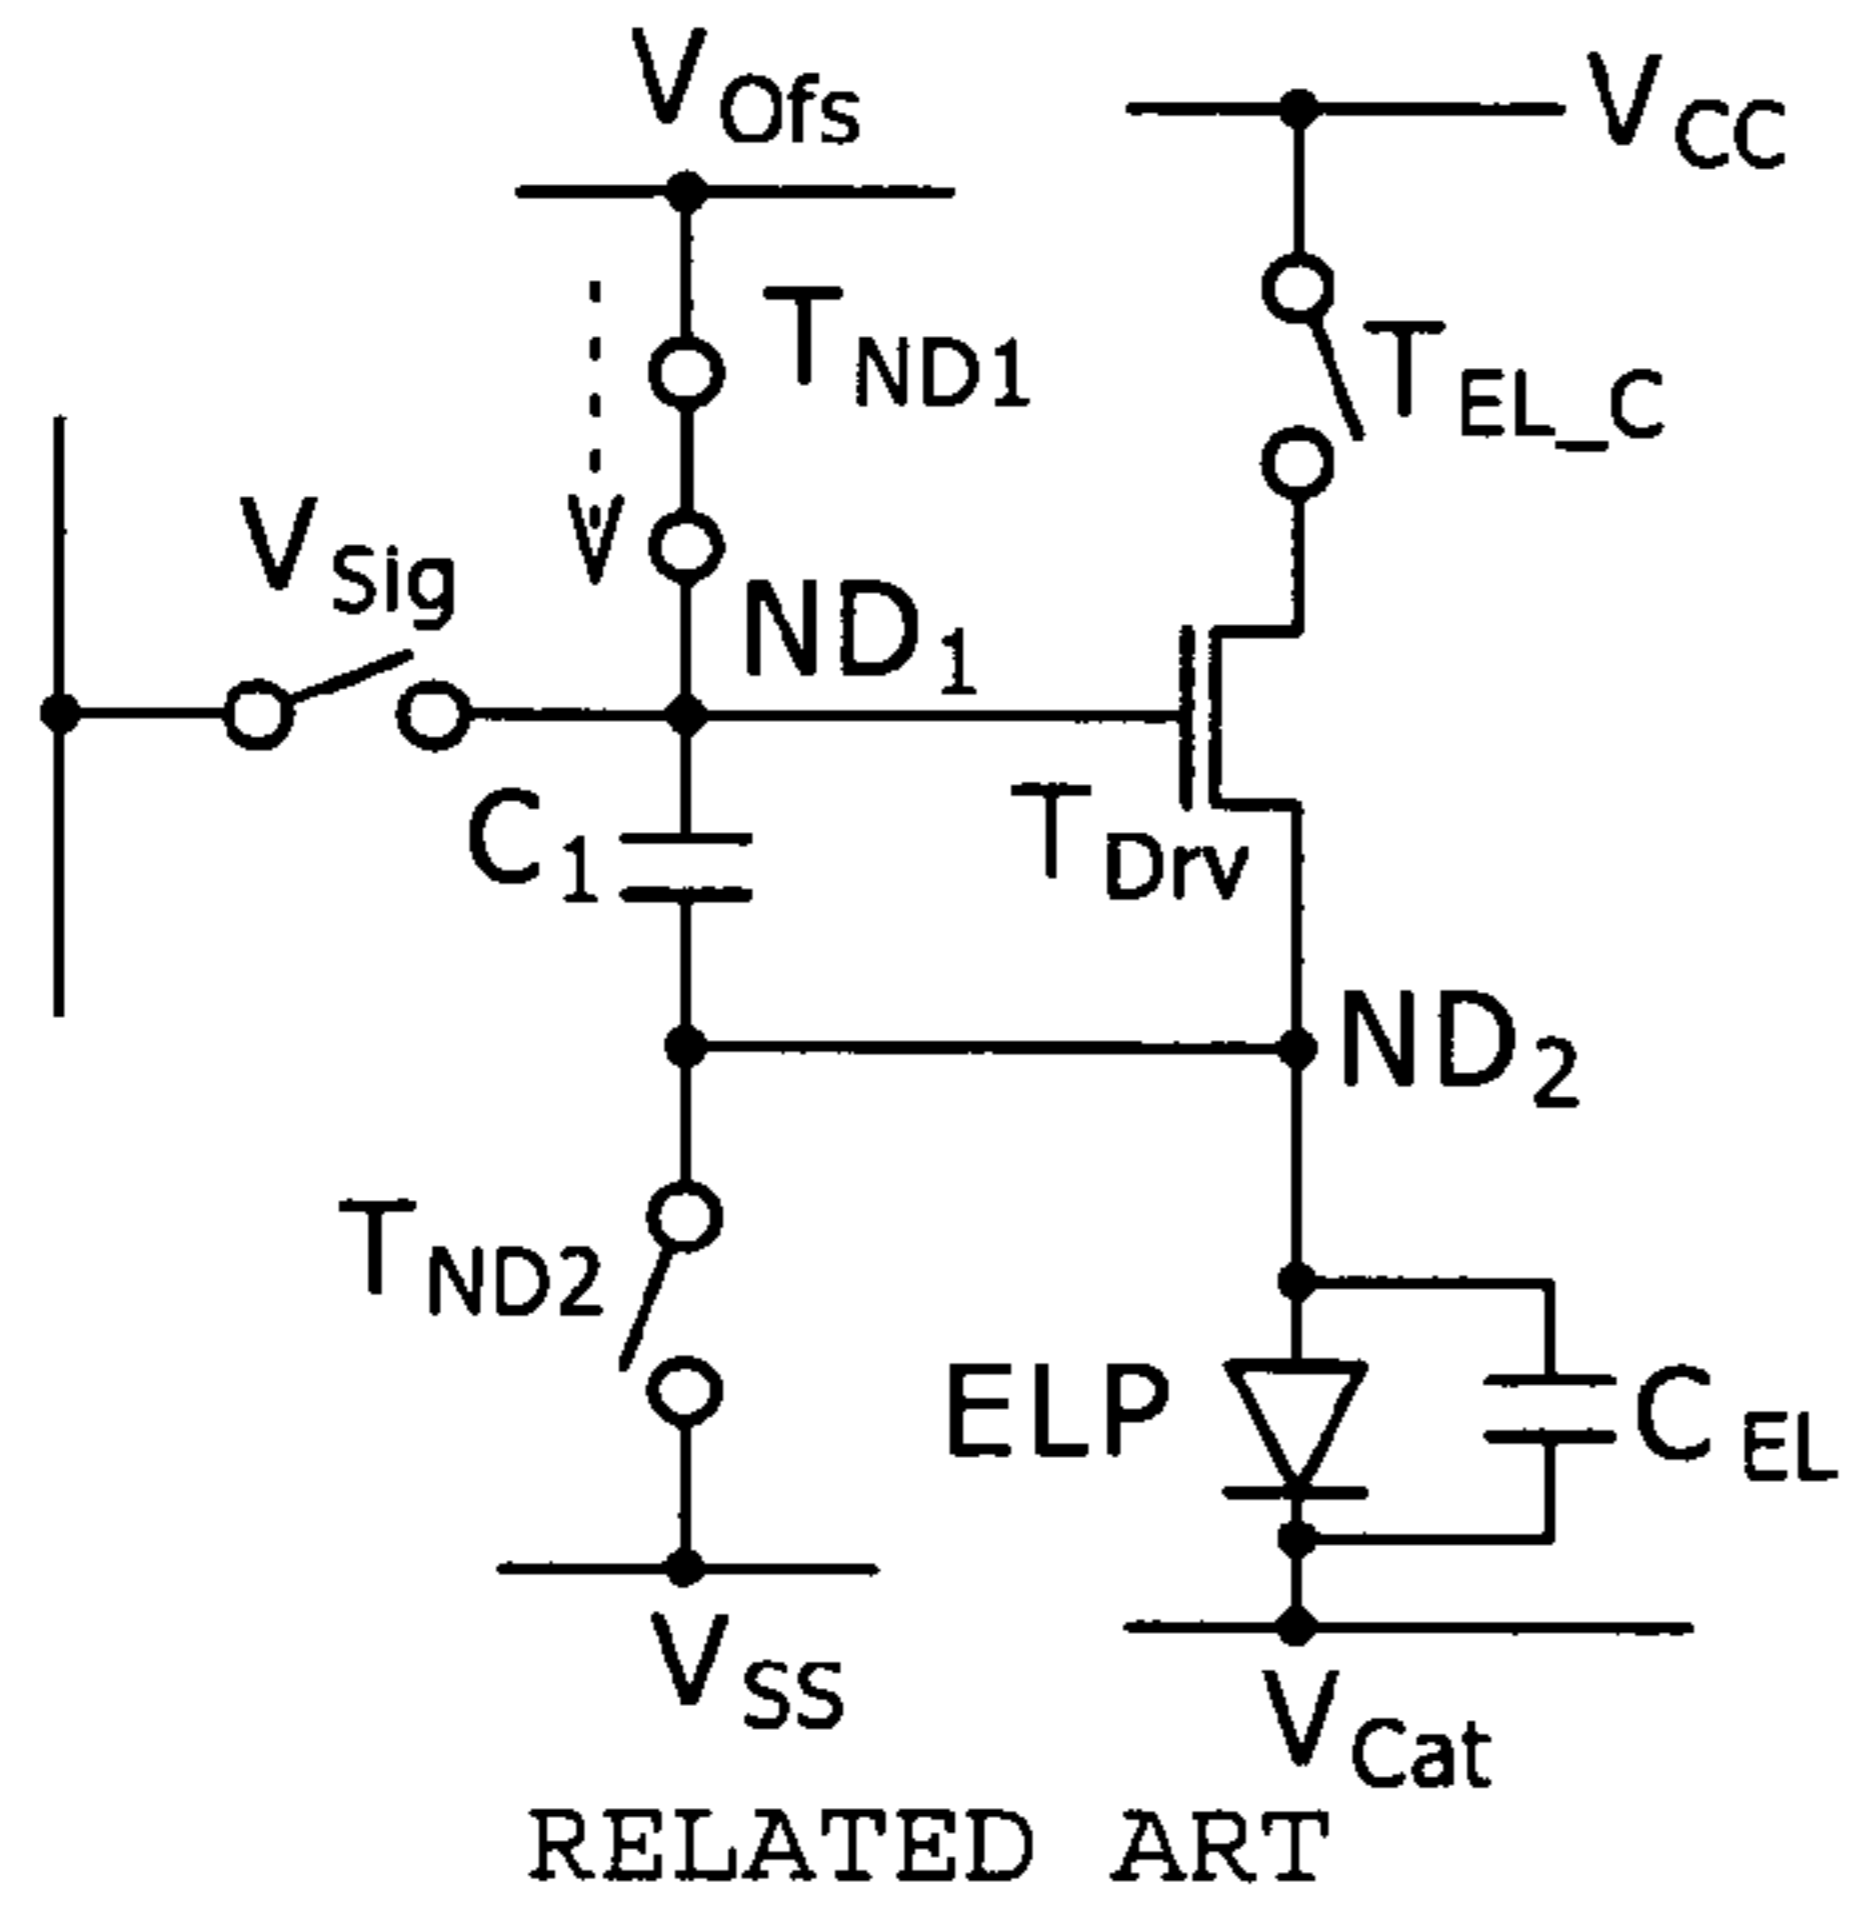 VOfs
VCC
TND1
TEL_C
VSig
ND1
C1
TDrv
ND2
TND2
ELP
CEL
VSS
VCat
RELATED ART